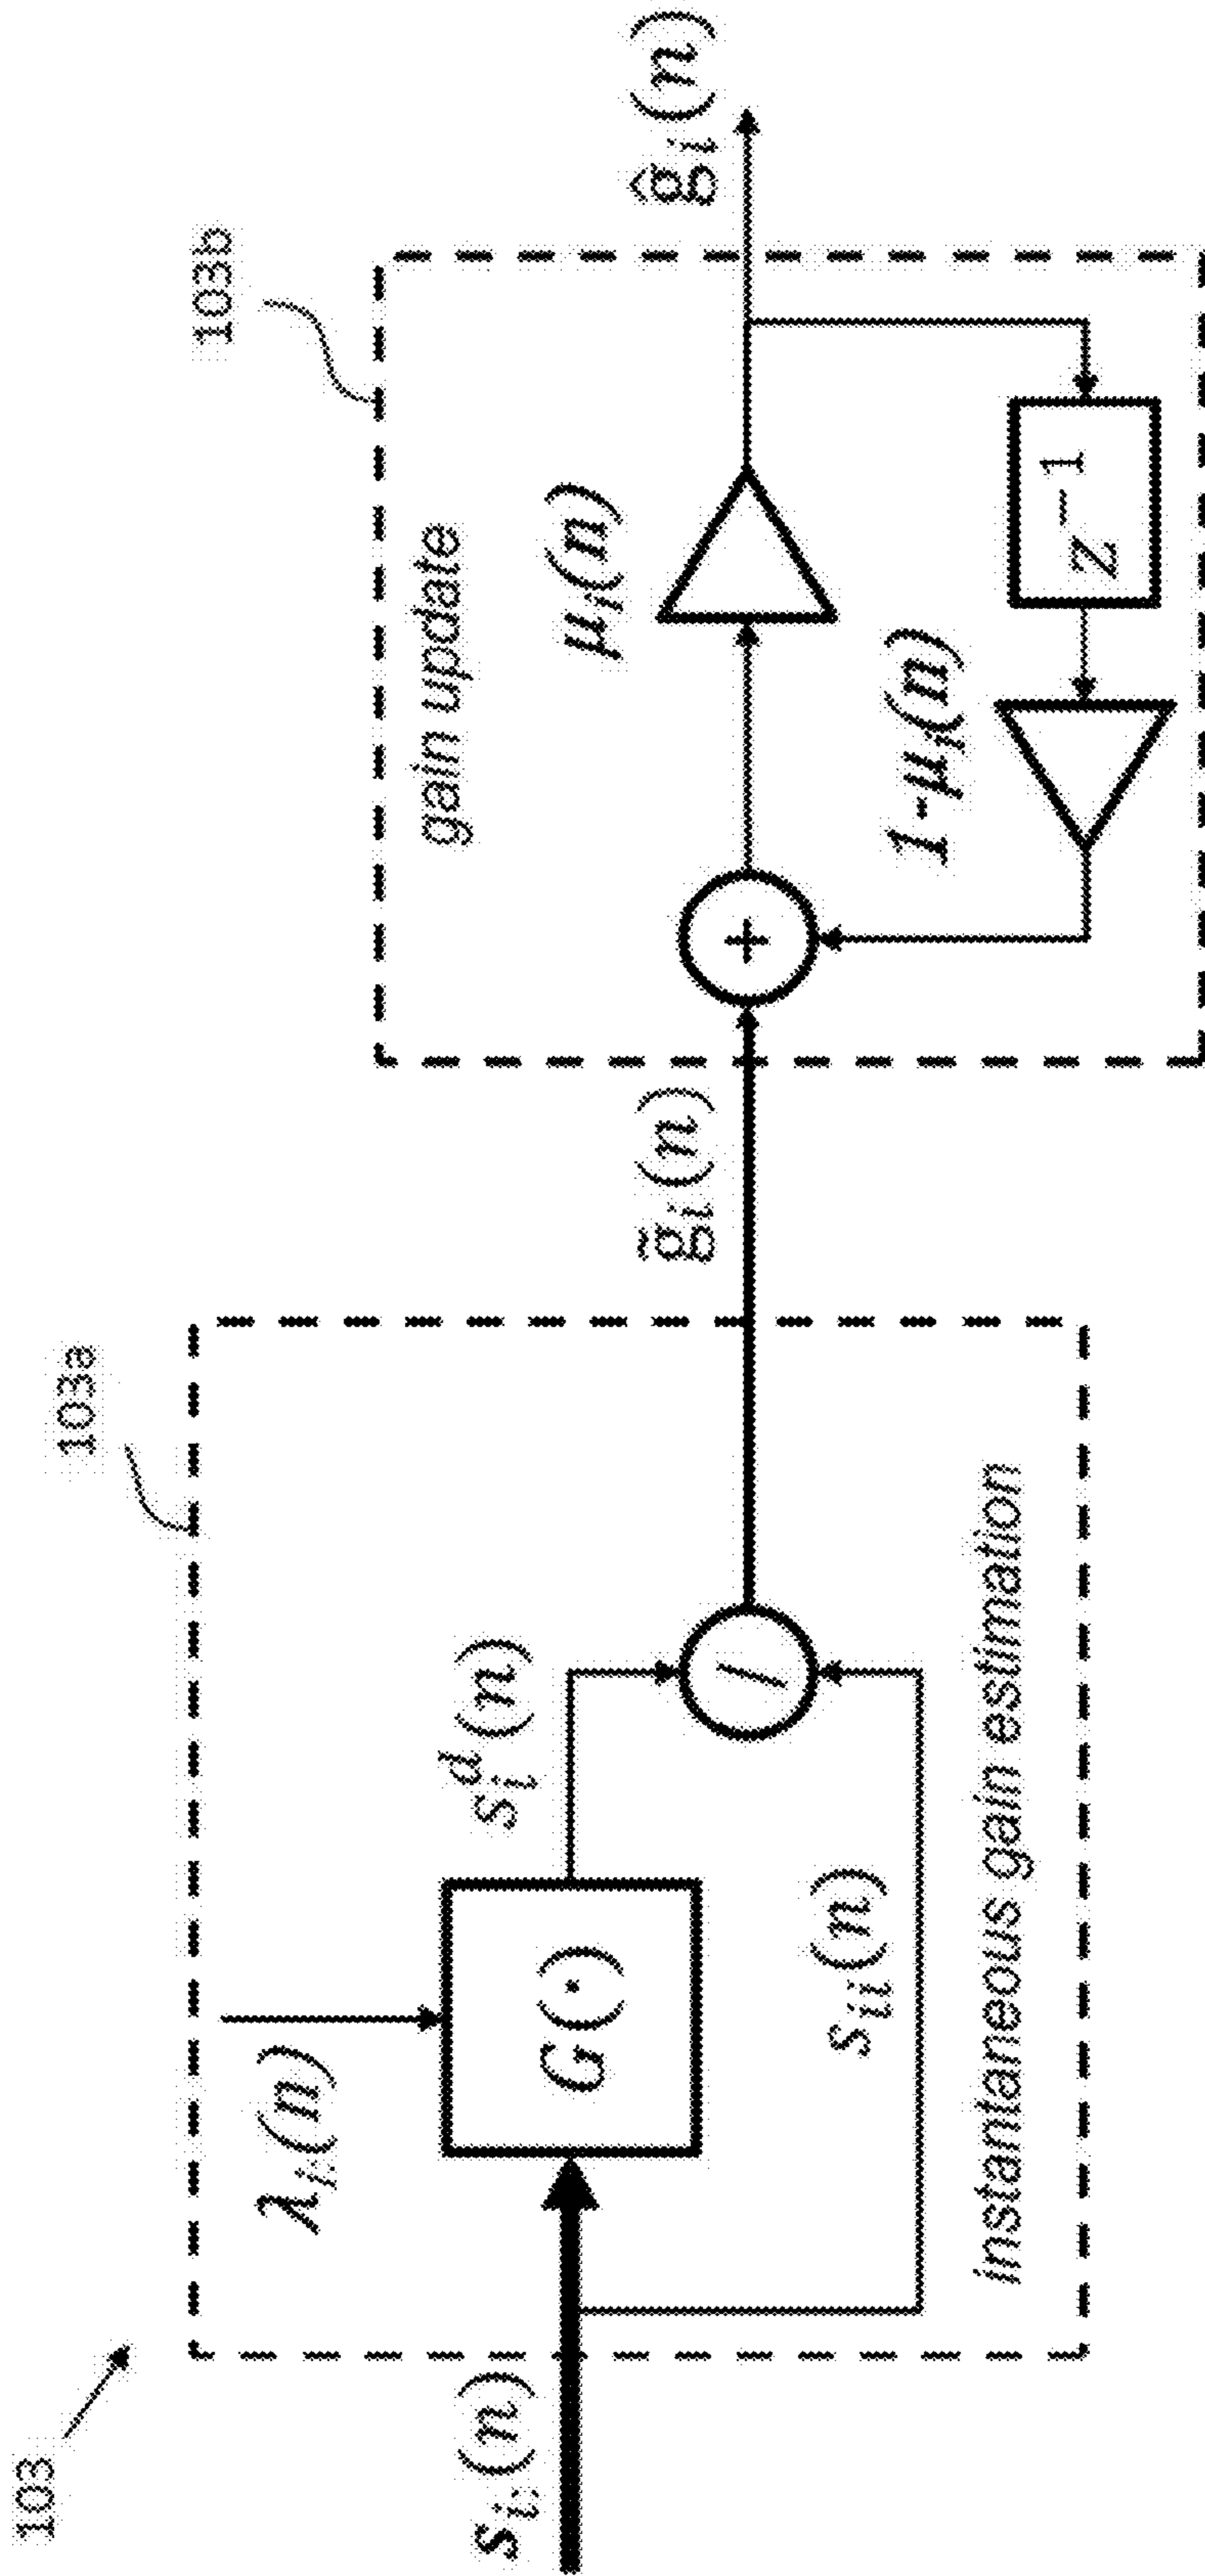 103
103a
103b
gain update
λ_i:(n)
μ_i(n)
ĝ_i(n)
s_i^d(n)
g̃_i(n)
s_i:(n)
G(·)
/
+
1-μ_i(n)
s_ii(n)
z^-1
instantaneous gain estimation